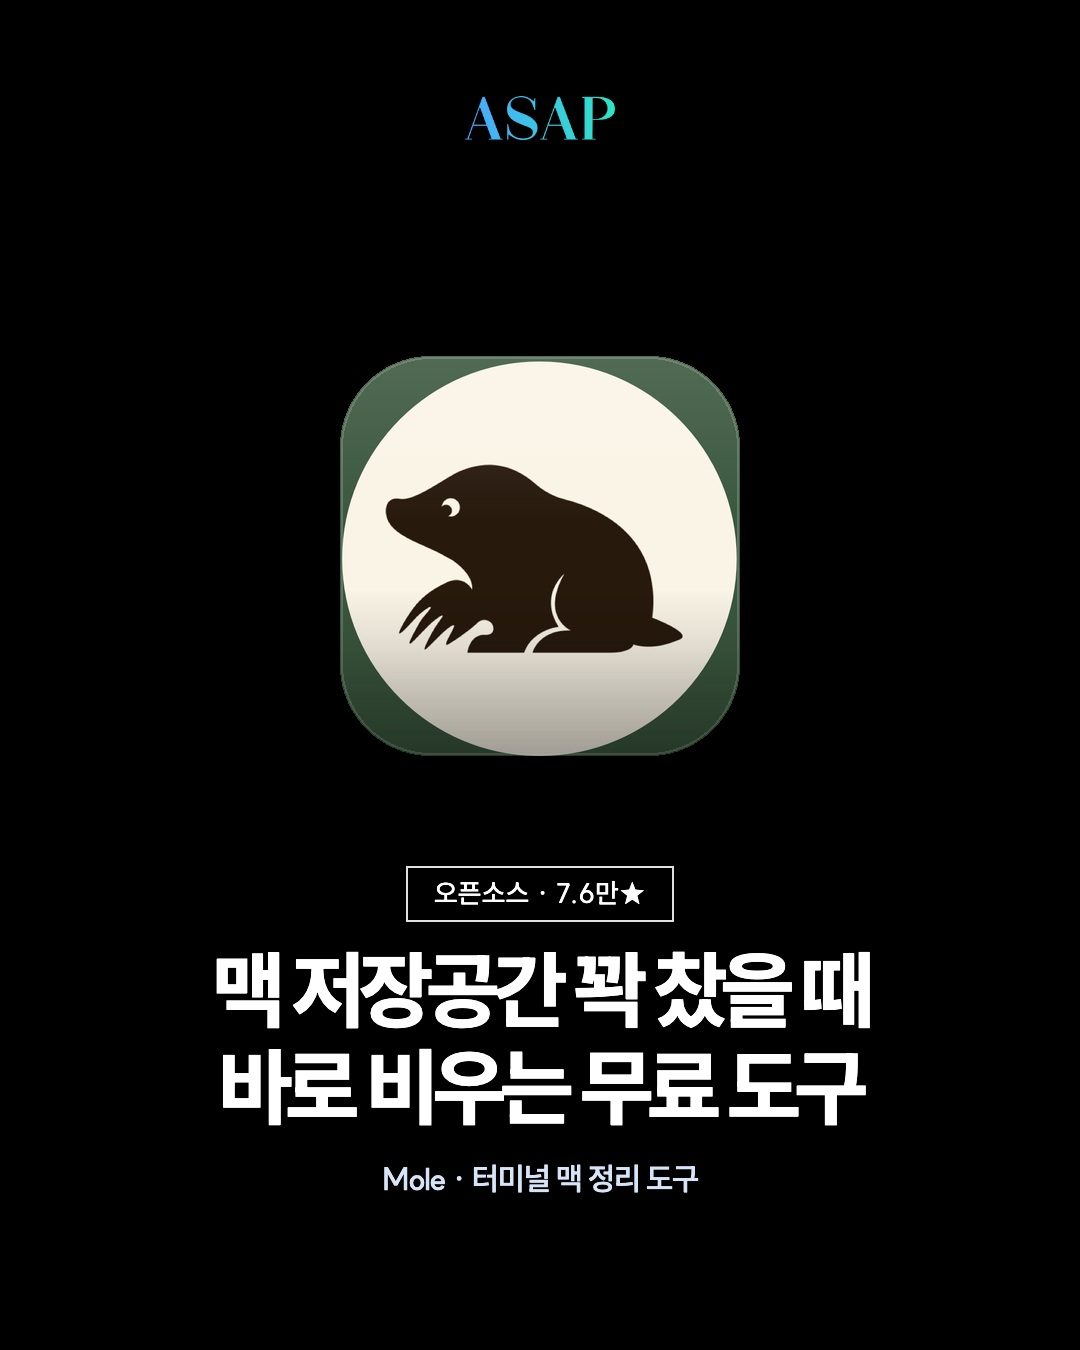 ASAP
오픈소스 · 7.6만★
맥 저장공간 꽉 찼을 때
바로 비우는 무료 도구
Mole · 터미널 맥 정리 도구